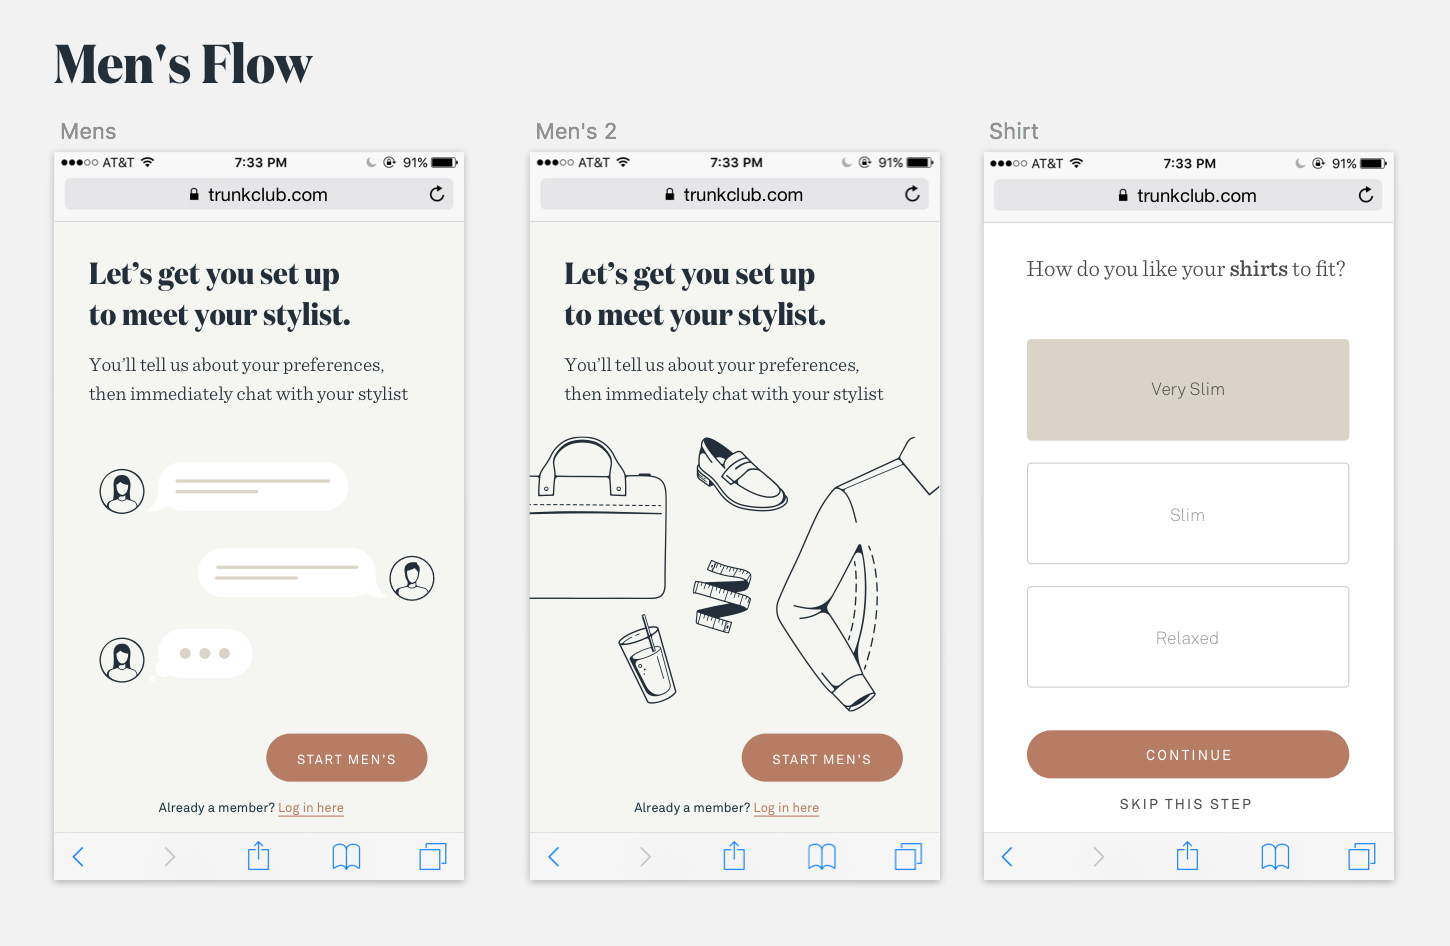 Men's Flow
Mens
AT&T 7:33 PM 91%
trunkclub.com
Let's get you set up
to meet your stylist.
You'll tell us about your preferences,
then immediately chat with your stylist
START MEN'S
Already a member? Log in here
Men's 2
AT&T 7:33 PM 91%
trunkclub.com
Let's get you set up
to meet your stylist.
You'll tell us about your preferences,
then immediately chat with your stylist
START MEN'S
Already a member? Log in here
Shirt
AT&T 7:33 PM 91%
trunkclub.com
How do you like your shirts to fit?
Very Slim
Slim
Relaxed
CONTINUE
SKIP THIS STEP